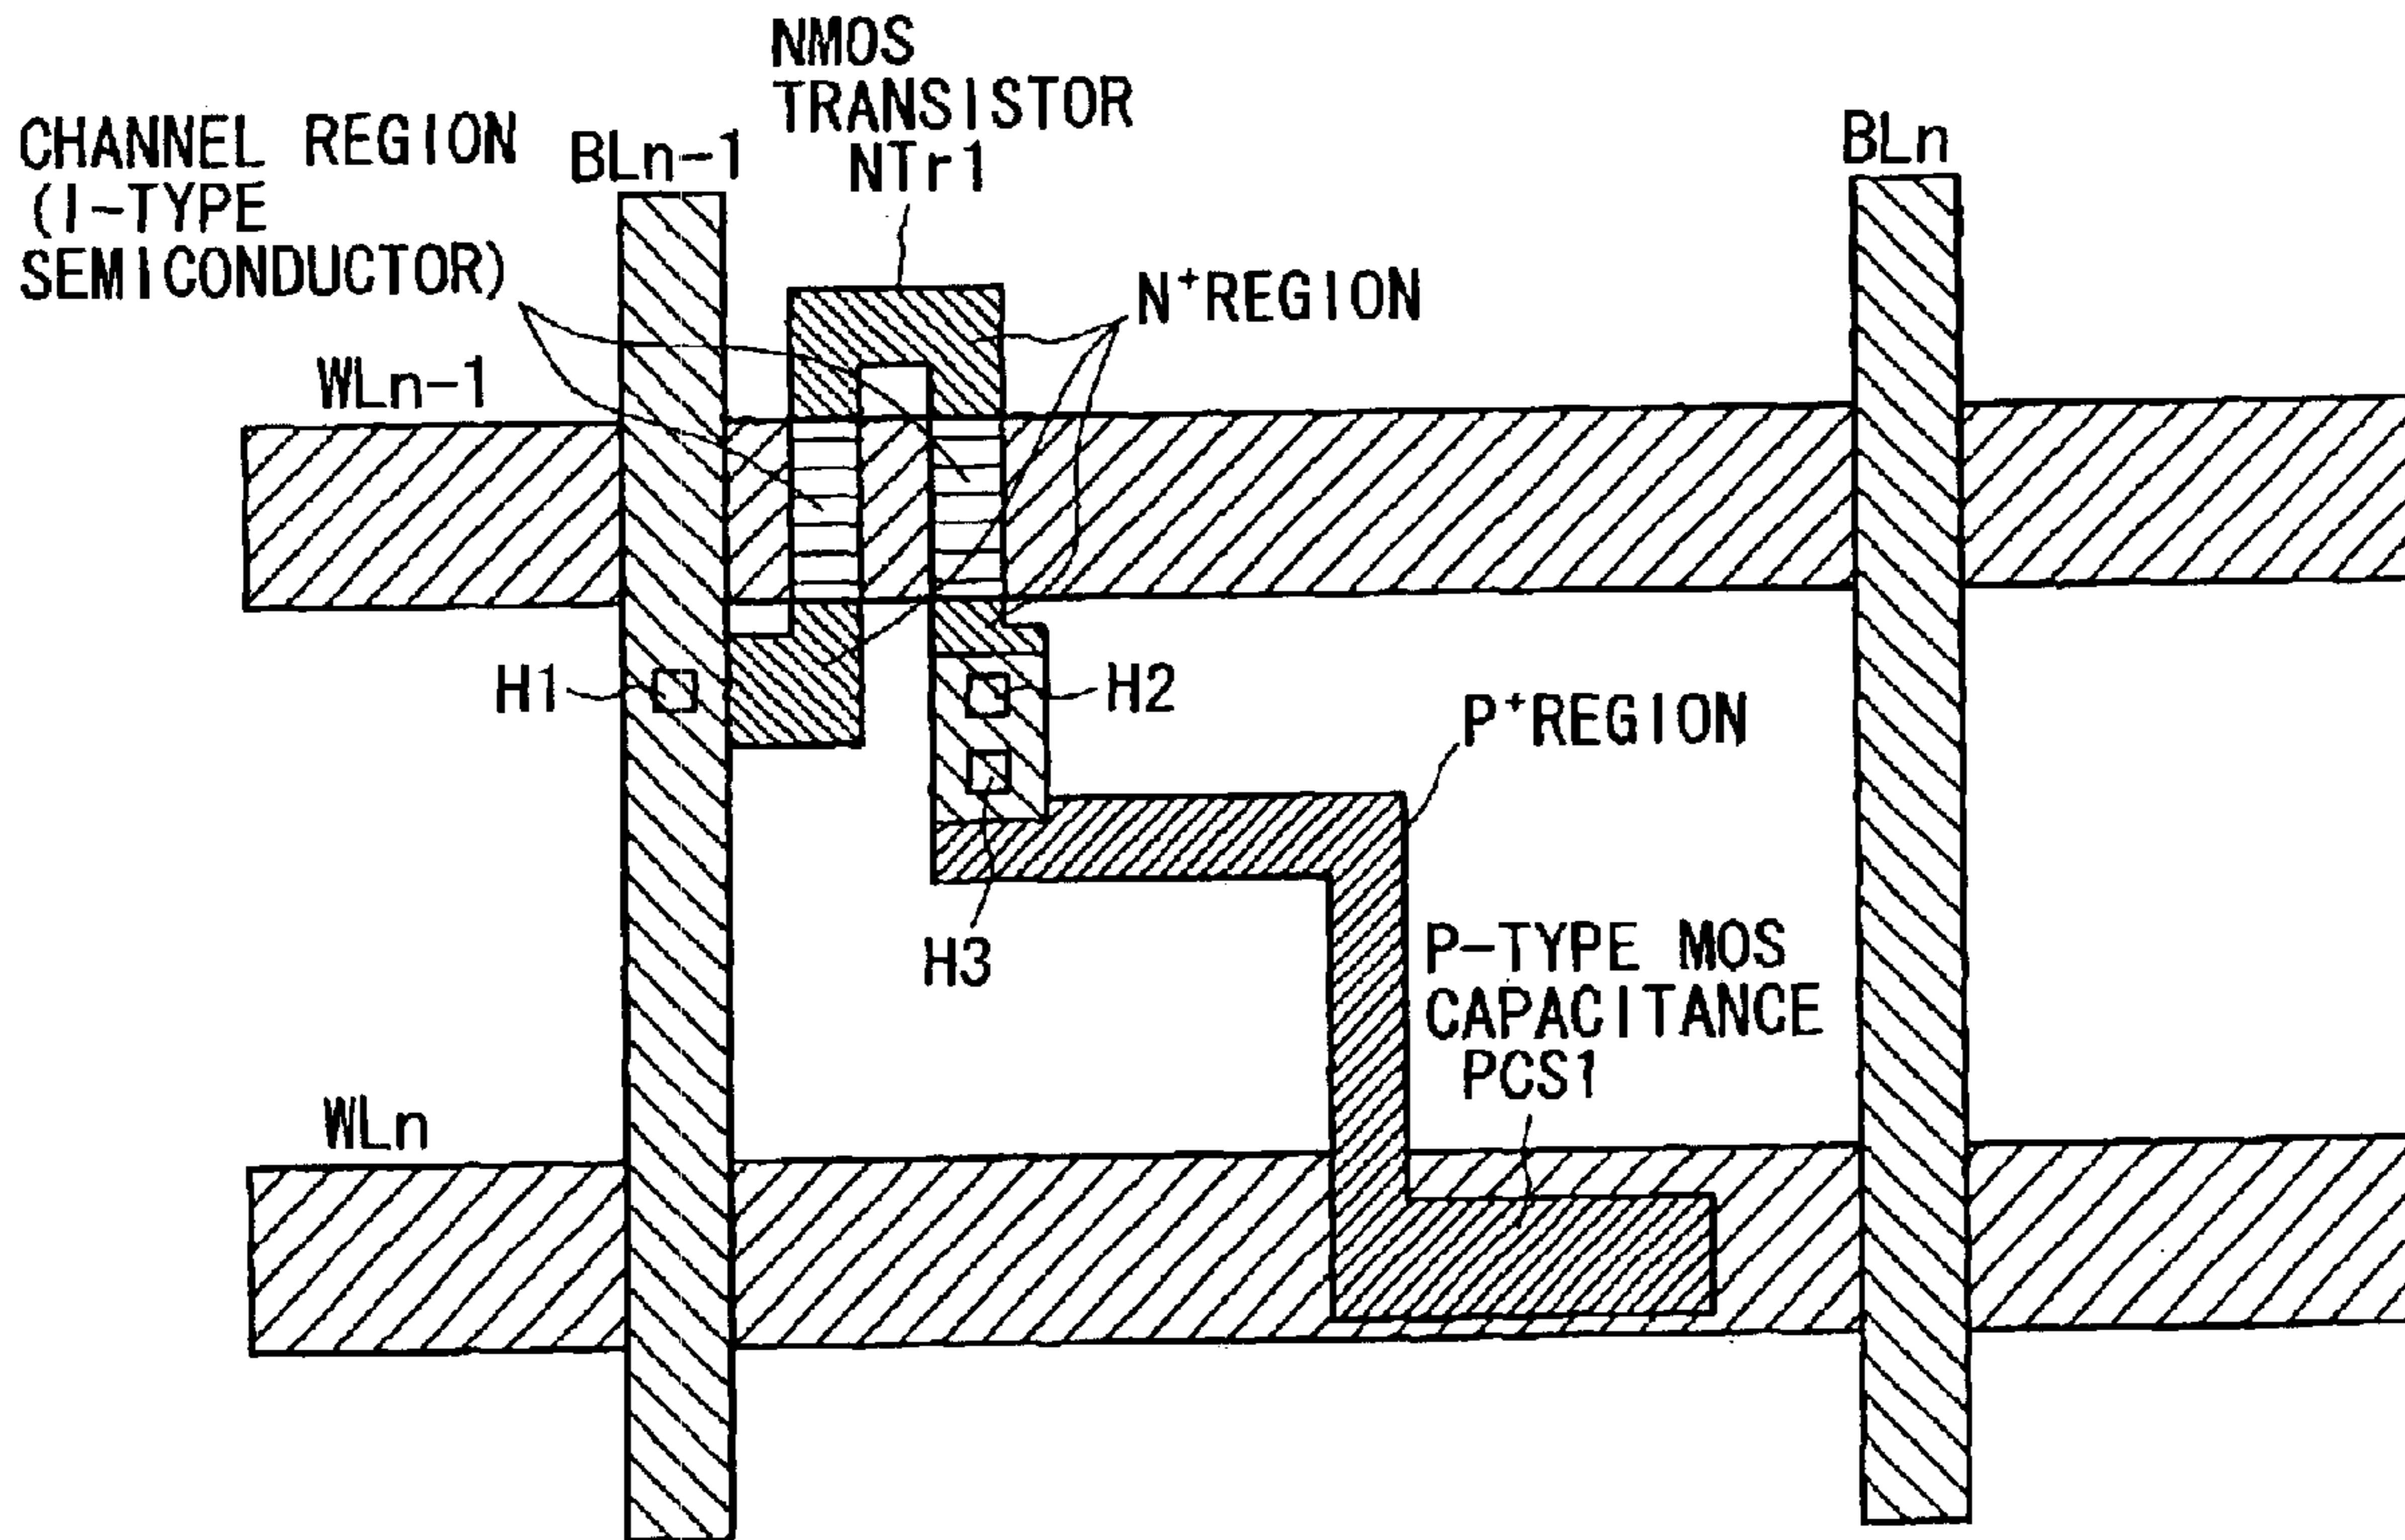 NMOS
TRANSISTOR
NTr1
CHANNEL REGION
(I-TYPE
SEMICONDUCTOR)
BLn-1
BLn
N⁺REGION
WLn-1
H1
H2
P⁺REGION
H3
P-TYPE MOS
CAPACITANCE
PCS1
WLn